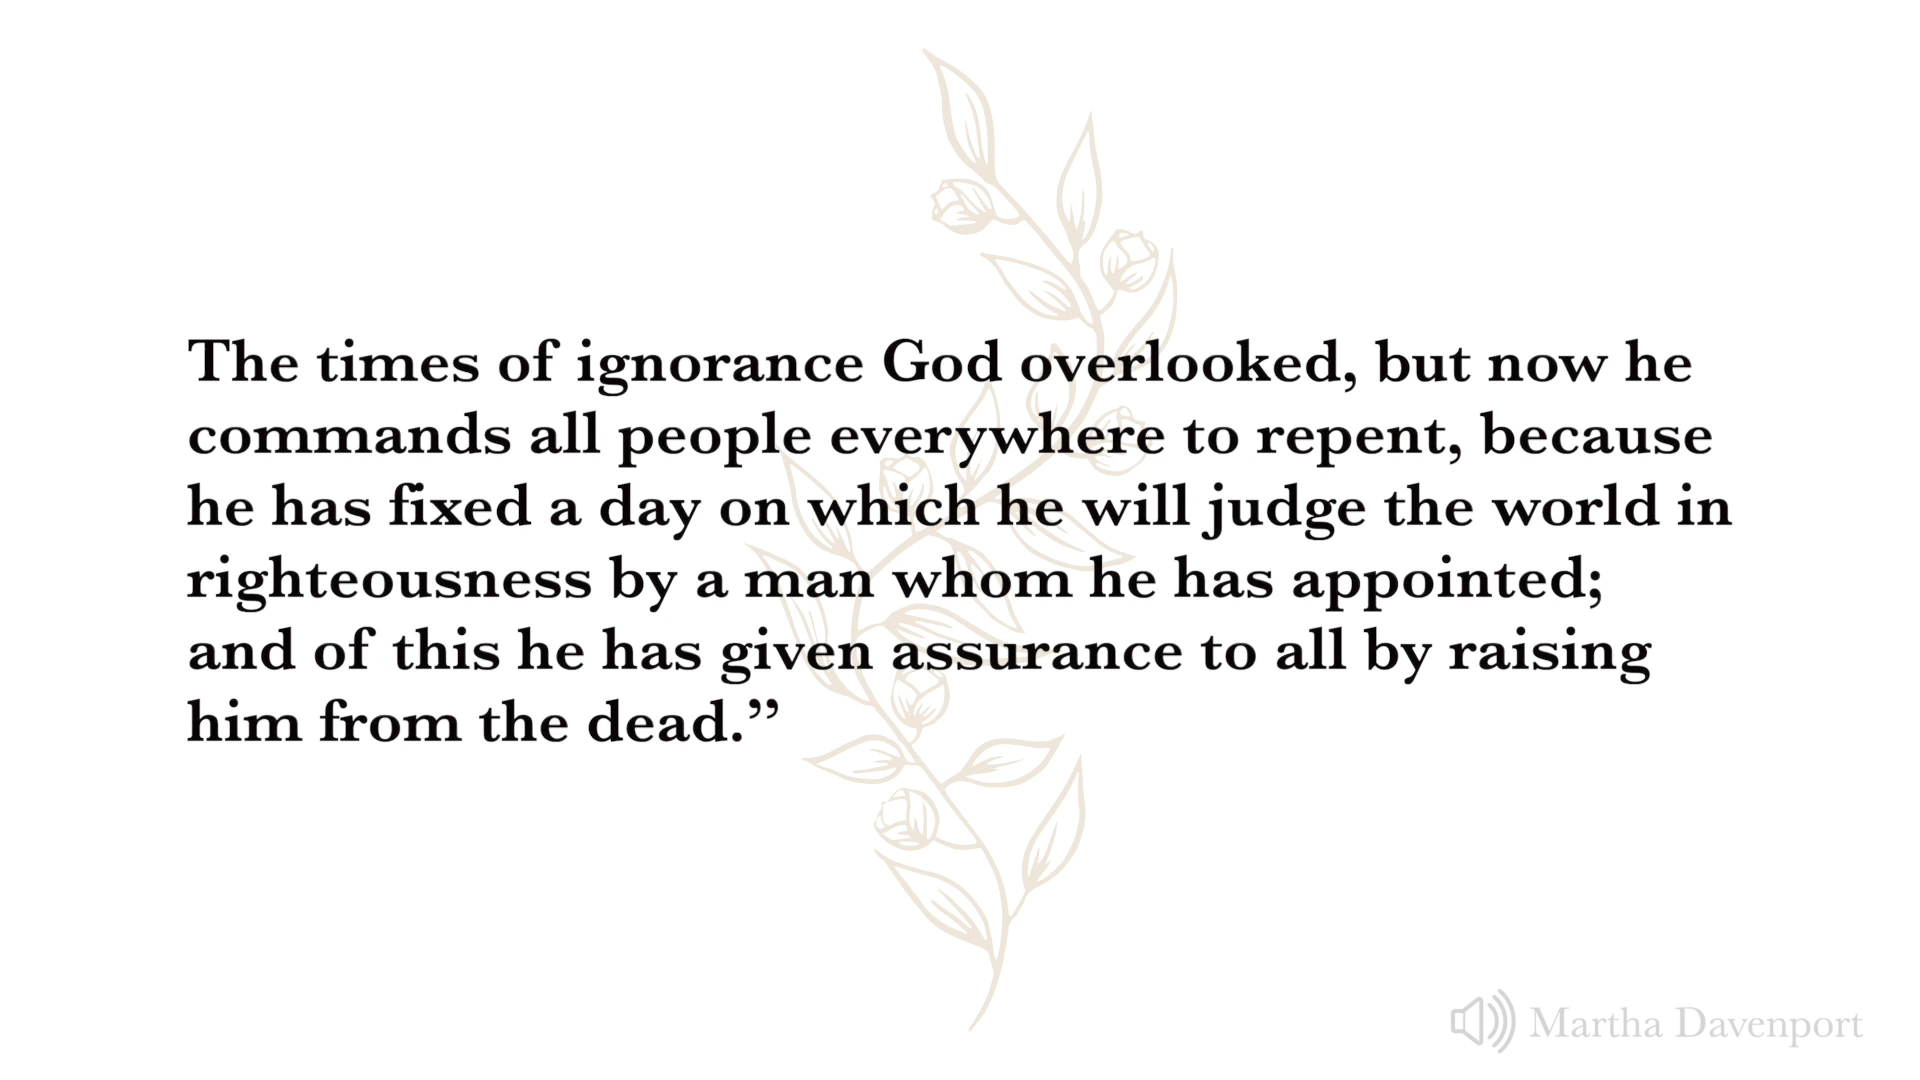 The times of ignorance God overlooked, but now he
commands all people everywhere to repent, because
he has fixed a day on which he will judge the world in
righteousness by a man whom he has appointed;
and of this he has given assurance to all by raising
him from the dead.”
Martha Davenport